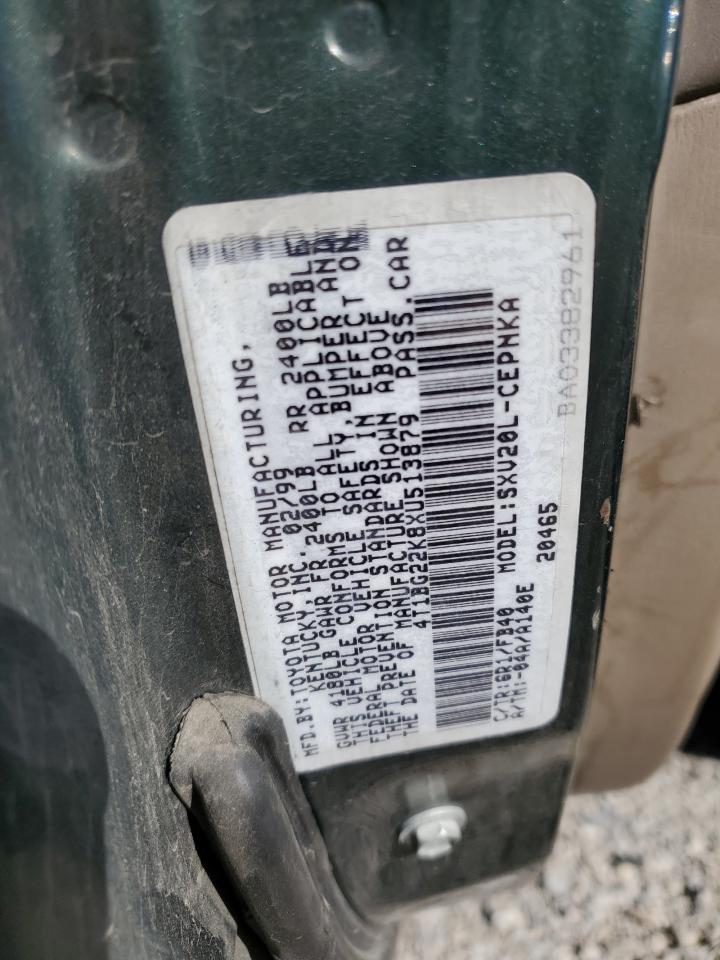 MFD.BY:TOYOTA MOTOR MANUFACTURING,
KENTUCKY,INC. 02/99
GVWR 4180LB GAWR FR 2400LB RR 2400LB
THIS VEHICLE CONFORMS TO ALL APPLICABLE
FEDERAL MOTOR VEHICLE SAFETY,BUMPER AND
THEFT PREVENTION STANDARDS IN EFFECT ON
THE DATE OF MANUFACTURE SHOWN ABOVE
4T1BG22K8XU513879 PASS.CAR
C/TR:6R1/FB40 MODEL:SXV20L-CEPNKA
A/TM:-04A/A140E 20465
BA03382961